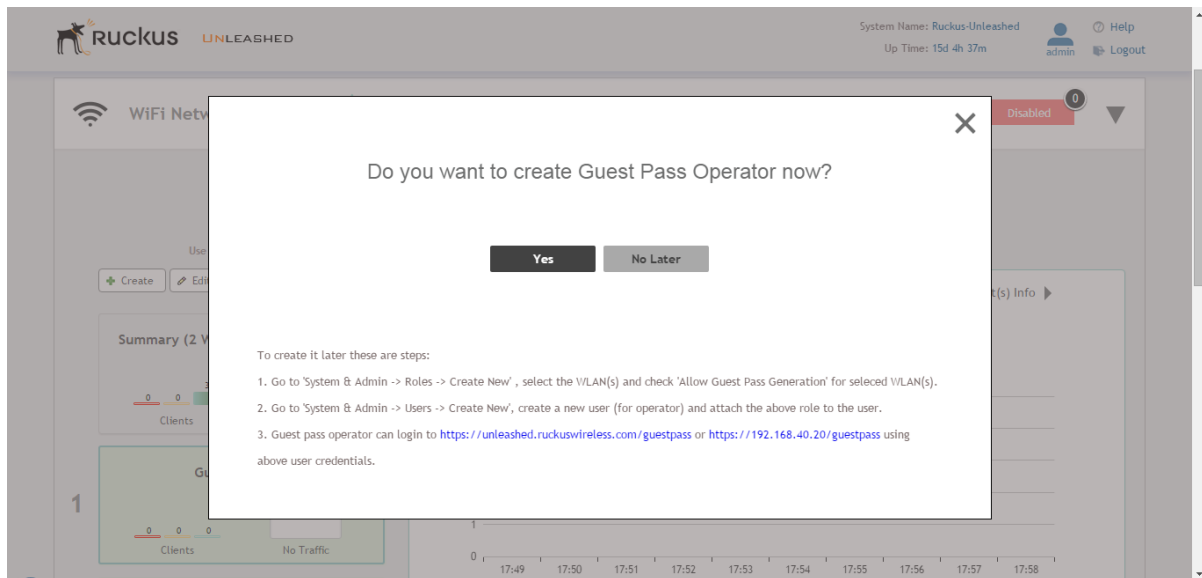 RUCKUS UNLEASHED
System Name: Ruckus-Unleashed
Up Time: 15d 4h 37m
admin
Help
Logout
WiFi
Disabled
0
Do you want to create Guest Pass Operator now?
Yes
No Later
Use
Create
Summary (2
0 0
Clients
Info
To create it later these are steps:
1. Go to 'System & Admin -> Roles -> Create New' , select the WLAN(s) and check 'Allow Guest Pass Generation' for seleced WLAN(s).
2. Go to 'System & Admin -> Users -> Create New', create a new user (for operator) and attach the above role to the user.
3. Guest pass operator can login to https://unleashed.ruckuswireless.com/guestpass or https://192.168.40.20/guestpass using
above user credentials.
1
0 0 0
Clients
No Traffic
1
0
17:49 17:50 17:51 17:52 17:53 17:54 17:55 17:56 17:57 17:58